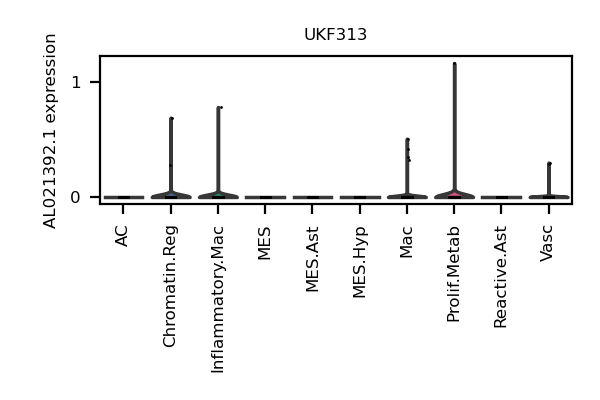 UKF313
AL021392.1 expression
1
0
AC
Chromatin.Reg
Inflammatory.Mac
MES
MES.Ast
MES.Hyp
Mac
Prolif.Metab
Reactive.Ast
Vasc